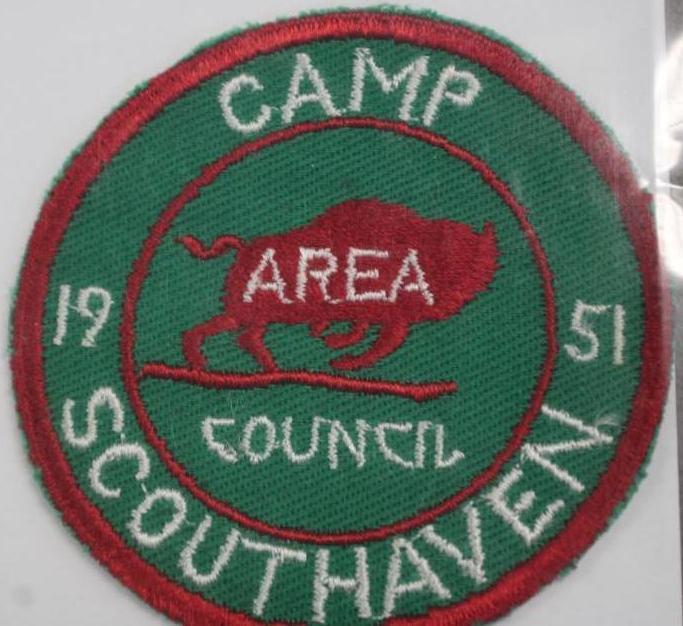 CAMP
AREA
19 51
COUNCIL
SCOUTHAVEN